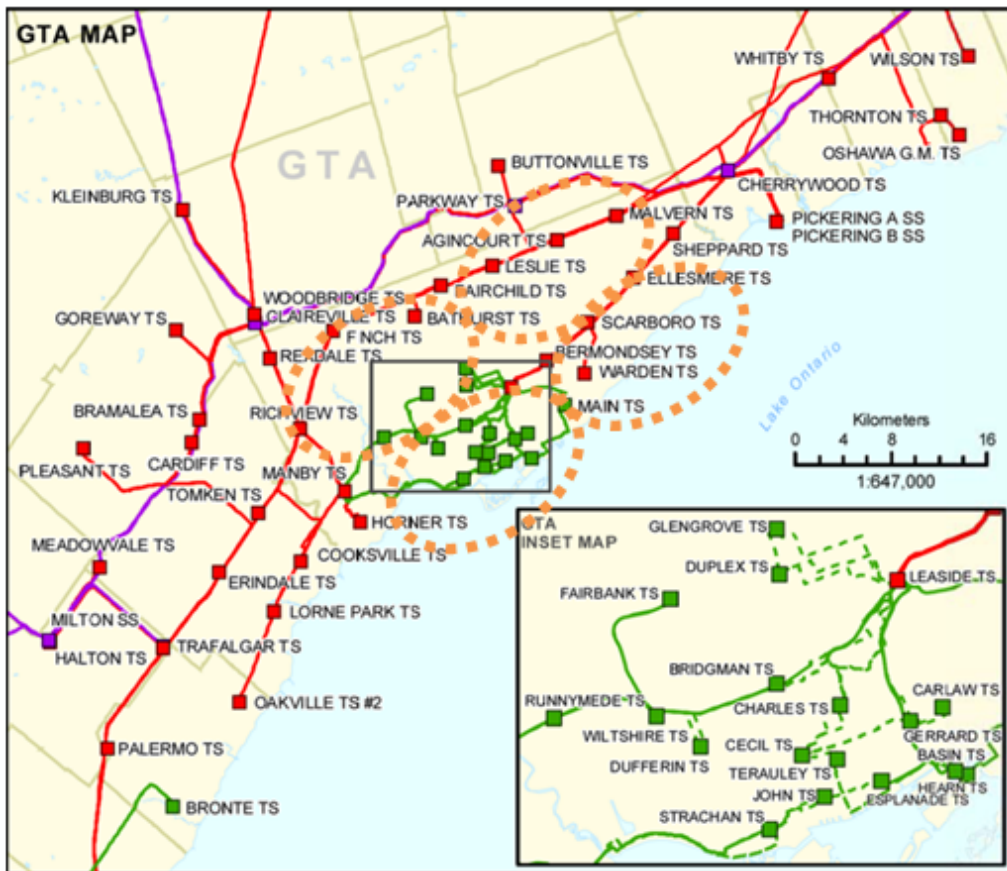 GTA MAP
WHITBY TS
WILSON TS
THORNTON TS
OSHAWA G.M. TS
GTA
BUTTONVILLE TS
CHERRYWOOD TS
KLEINBURG TS
PARKWAY TS
MALVERN TS
PICKERING A SS
PICKERING B SS
AGINCOURT TS
SHEPPARD TS
LESLIE TS
ELLESMERE TS
WOODBRIDGE TS
FAIRCHILD TS
GOREWAY TS
CLAIREVILLE TS
BATHURST TS
SCARBORO TS
FINCH TS
REXDALE TS
BERMONDSEY TS
WARDEN TS
Lake Ontario
BRAMALEA TS
RICHVIEW TS
MAIN TS
Kilometers
0 4 8 16
1:647,000
PLEASANT TS
CARDIFF TS
MANBY TS
TOMKEN TS
HORNER TS
MEADOWVALE TS
COOKSVILLE TS
ERINDALE TS
LORNE PARK TS
MILTON SS
HALTON TS
TRAFALGAR TS
OAKVILLE TS #2
PALERMO TS
BRONTE TS
GTA
INSET MAP
GLENGROVE TS
DUPLEX TS
LEASIDE TS
FAIRBANK TS
BRIDGMAN TS
CARLAW TS
RUNNYMEDE TS
CHARLES TS
WILTSHIRE TS
GERRARD TS
CECIL TS
BASIN TS
DUFFERIN TS
TERAULEY TS
HEARN TS
JOHN TS
ESPLANADE TS
STRACHAN TS